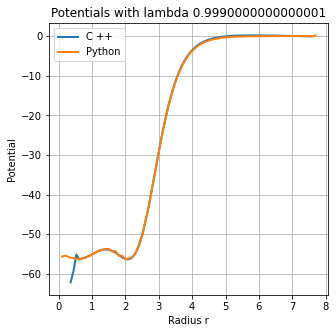 Potentials with lambda 0.9990000000000001
C ++
Python
Potential
0
−10
−20
−30
−40
−50
−60
0 1 2 3 4 5 6 7 8
Radius r